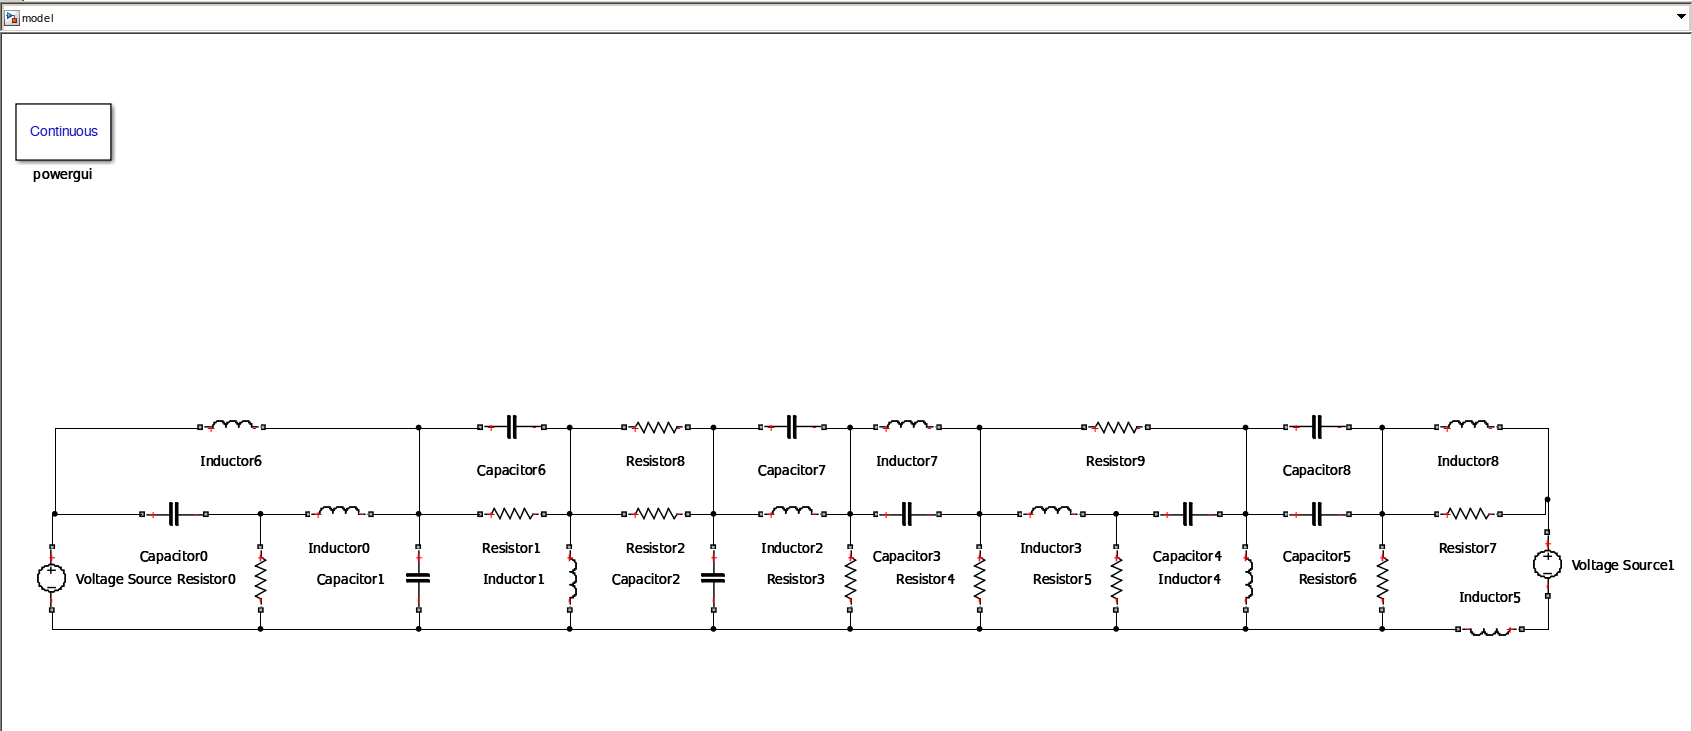 model
Continuous
powergui
Inductor6
Capacitor6
Resistor8
Capacitor7
Inductor7
Resistor9
Capacitor8
Inductor8
Capacitor0
Inductor0
Resistor1
Resistor2
Inductor2
Capacitor3
Inductor3
Capacitor4
Capacitor5
Resistor7
Voltage Source
Resistor0
Capacitor1
Inductor1
Capacitor2
Resistor3
Resistor4
Resistor5
Inductor4
Resistor6
Voltage Source1
Inductor5